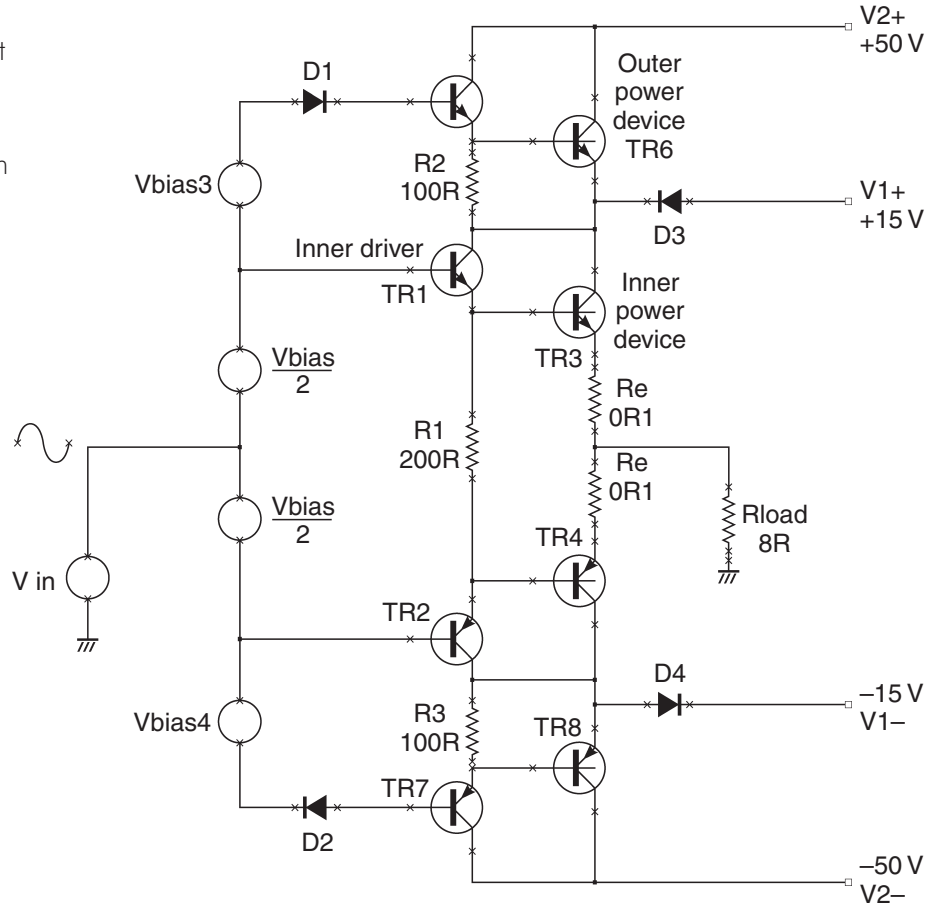 t
n
D1
Vbias3
Inner driver
TR1
Vbias
2
Vbias
2
V in
Vbias4
D2
R2
100R
R1
200R
TR2
R3
100R
TR7
Outer
power
device
TR6
D3
Inner
power
device
TR3
Re
0R1
Re
0R1
TR4
Rload
8R
D4
TR8
V2+
+50 V
V1+
+15 V
–15 V
V1–
–50 V
V2–